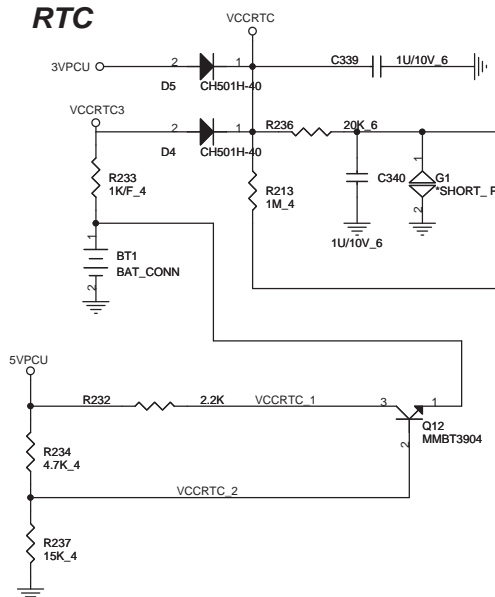 RTC
VCCRTC
3VPCU
2
1
D5
CH501H-40
C339
1U/10V_6
VCCRTC3
2
1
D4
CH501H-40
R236
20K_6
R233
1K/F_4
R213
1M_4
C340
1U/10V_6
1
G1
*SHORT_ P
2
1
BT1
BAT_CONN
2
5VPCU
R232
2.2K
VCCRTC_1
3
1
Q12
MMBT3904
2
R234
4.7K_4
VCCRTC_2
R237
15K_4